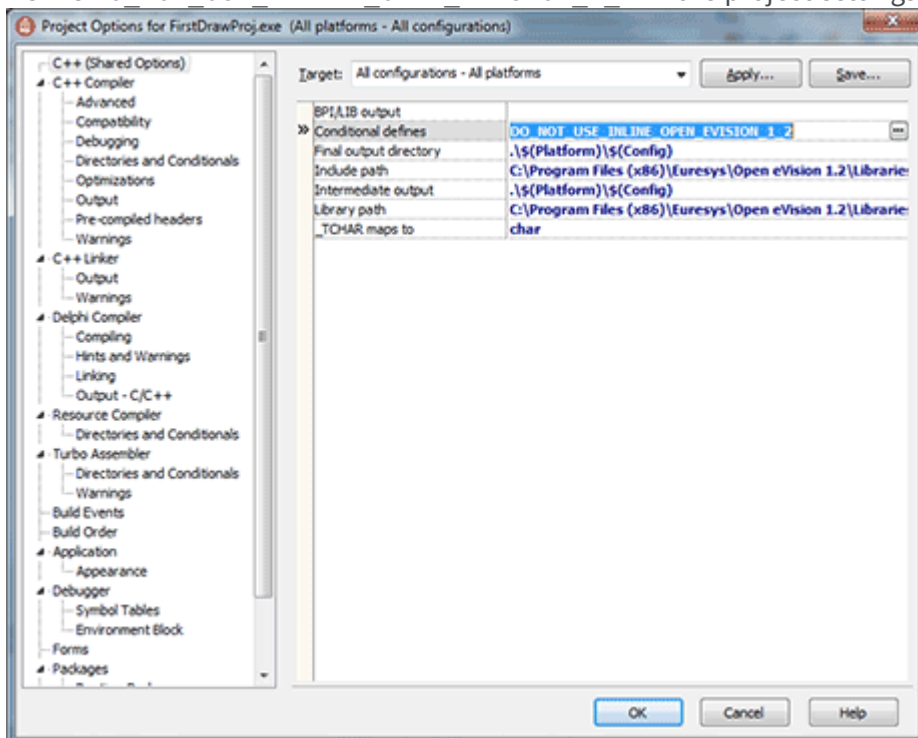 Project Options for FirstDrawProj.exe (All platforms - All configurations)
C++ (Shared Options)
C++ Compiler
Advanced
Compatibility
Debugging
Directories and Conditionals
Optimizations
Output
Pre-compiled headers
Warnings
C++ Linker
Output
Warnings
Delphi Compiler
Compiling
Hints and Warnings
Linking
Output - C/C++
Resource Compiler
Directories and Conditionals
Turbo Assembler
Directories and Conditionals
Warnings
Build Events
Build Order
Application
Appearance
Debugger
Symbol Tables
Environment Block
Forms
Packages
Target: All configurations - All platforms
Apply...
Save...
BPI/LIB output
Conditional defines DO_NOT_USE_INLINE_OPEN_EVISION_1_2
Final output directory .\$(Platform)\$(Config)
Include path C:\Program Files (x86)\Euresys\Open eVision 1.2\Libraries
Intermediate output .\$(Platform)\$(Config)
Library path C:\Program Files (x86)\Euresys\Open eVision 1.2\Libraries
_TCHAR maps to char
OK
Cancel
Help